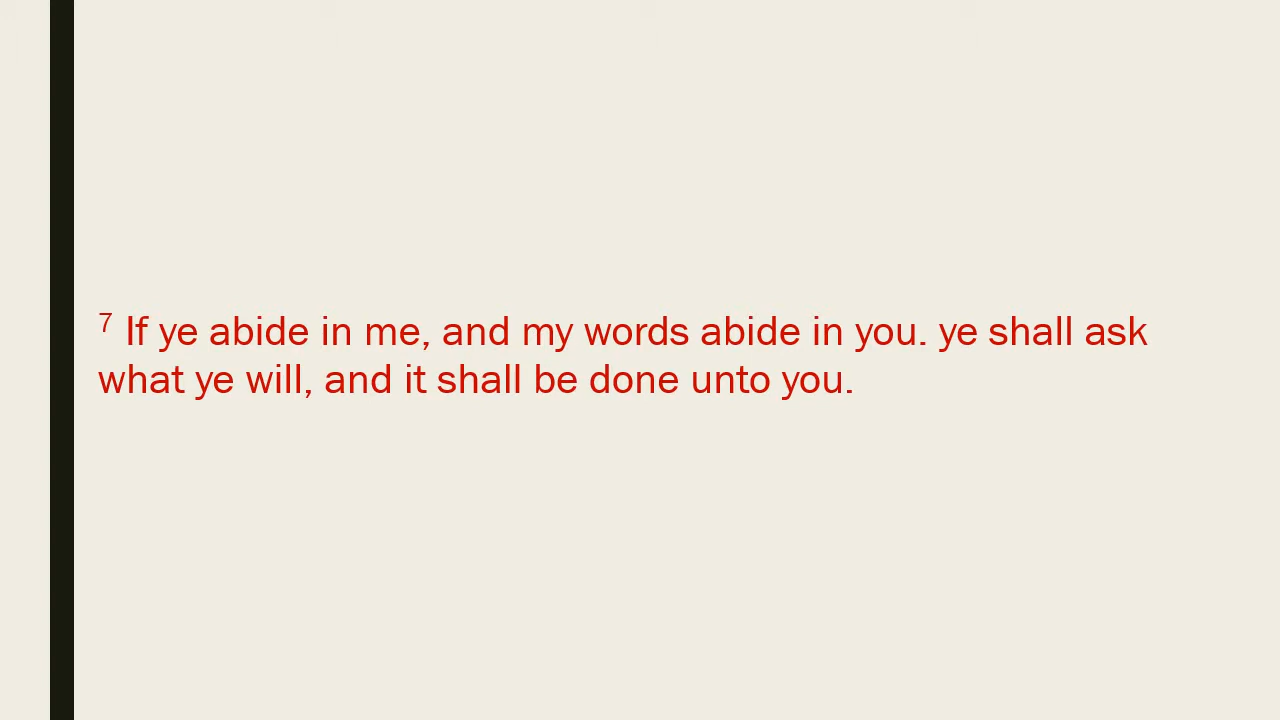 7 If ye abide in me, and my words abide in you. ye shall ask
what ye will, and it shall be done unto you.